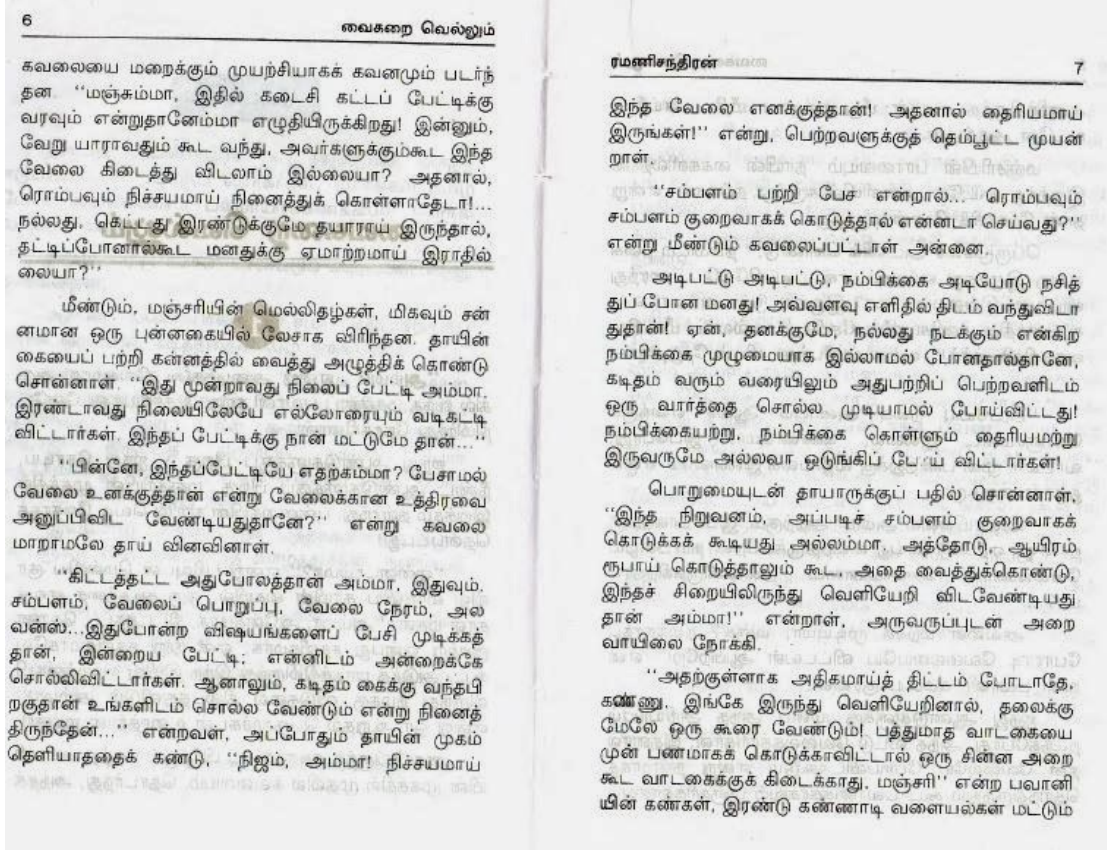 6
வைகறை வெல்லும்
கவலையை மறைக்கும் முயற்சியாகக் கவனமும் படர்ந்
தன. "மஞ்சும்மா, இதில் கடைசி கட்டப் பேட்டிக்கு
வரவும் என்றுதானேம்மா எழுதியிருக்கிறது! இன்னும்,
வேறு யாராவதும் கூட வந்து, அவர்களுக்கும்கூட இந்த
வேலை கிடைத்து விடலாம் இல்லையா? அதனால்,
ரொம்பவும் நிச்சயமாய் நினைத்துக் கொள்ளாதேடா!...
நல்லது, கெட்டது இரண்டுக்குமே தயாராய் இருந்தால்,
தட்டிப்போனால்கூட மனதுக்கு ஏமாற்றமாய் இராதில்
லையா?"
மீண்டும், மஞ்சரியின் மெல்லிதழ்கள், மிகவும் சன்
னமான ஒரு புன்னகையில் லேசாக விரிந்தன. தாயின்
கையைப் பற்றி கன்னத்தில் வைத்து அழுத்திக் கொண்டு
சொன்னாள். "இது மூன்றாவது நிலைப் பேட்டி அம்மா.
இரண்டாவது நிலையிலேயே எல்லோரையும் வடிகட்டி
விட்டார்கள். இந்தப் பேட்டிக்கு நான் மட்டுமே தான்..."
"பின்னே, இந்தப்பேட்டியே எதற்கம்மா? பேசாமல்
வேலை உனக்குத்தான் என்று வேலைக்கான உத்திரவை
அனுப்பிவிட வேண்டியதுதானே?" என்று கவலை
மாறாமலே தாய் வினவினாள்.
"கிட்டத்தட்ட அதுபோலத்தான் அம்மா, இதுவும்.
சம்பளம், வேலைப் பொறுப்பு, வேலை நேரம், அல
வன்ஸ்...இதுபோன்ற விஷயங்களைப் பேசி முடிக்கத்
தான், இன்றைய பேட்டி; என்னிடம் அன்றைக்கே
சொல்லிவிட்டார்கள். ஆனாலும், கடிதம் கைக்கு வந்தபி
றகுதான் உங்களிடம் சொல்ல வேண்டும் என்று நினைத்
திருந்தேன்..." என்றவள், அப்போதும் தாயின் முகம்
தெளியாததைக் கண்டு, "நிஜம், அம்மா! நிச்சயமாய்
ரமணிசந்திரன்
7
இந்த வேலை எனக்குத்தான்! அதனால் தைரியமாய்
இருங்கள்!" என்று, பெற்றவளுக்குத் தெம்பூட்ட முயன்
றாள்.
"சம்பளம் பற்றி பேச என்றால்... ரொம்பவும்
சம்பளம் குறைவாகக் கொடுத்தால் என்னடா செய்வது?"
என்று மீண்டும் கவலைப்பட்டாள் அன்னை.
அடிபட்டு அடிபட்டு, நம்பிக்கை அடியோடு நசித்
துப் போன மனது! அவ்வளவு எளிதில் திடம் வந்துவிடா
துதான்! ஏன், தனக்குமே, நல்லது நடக்கும் என்கிற
நம்பிக்கை முழுமையாக இல்லாமல் போனதால்தானே,
கடிதம் வரும் வரையிலும் அதுபற்றிப் பெற்றவளிடம்
ஒரு வார்த்தை சொல்ல முடியாமல் போய்விட்டது!
நம்பிக்கையற்று, நம்பிக்கை கொள்ளும் தைரியமற்று
இருவருமே அல்லவா ஒடுங்கிப் போய் விட்டார்கள்!
பொறுமையுடன் தாயாருக்குப் பதில் சொன்னாள்.
"இந்த நிறுவனம், அப்படிச் சம்பளம் குறைவாகக்
கொடுக்கக் கூடியது அல்லம்மா. அத்தோடு, ஆயிரம்
ரூபாய் கொடுத்தாலும் கூட, அதை வைத்துக்கொண்டு,
இந்தச் சிறையிலிருந்து வெளியேறி விடவேண்டியது
தான் அம்மா!" என்றாள், அருவருப்புடன் அறை
வாயிலை நோக்கி.
"அதற்குள்ளாக அதிகமாய்த் திட்டம் போடாதே,
கண்ணு. இங்கே இருந்து வெளியேறினால், தலைக்கு
மேலே ஒரு கூரை வேண்டும்! பத்துமாத வாடகையை
முன் பணமாகக் கொடுக்காவிட்டால் ஒரு சின்ன அறை
கூட வாடகைக்குக் கிடைக்காது, மஞ்சரி" என்ற பவானி
யின் கண்கள், இரண்டு கண்ணாடி வளையல்கள் மட்டும்